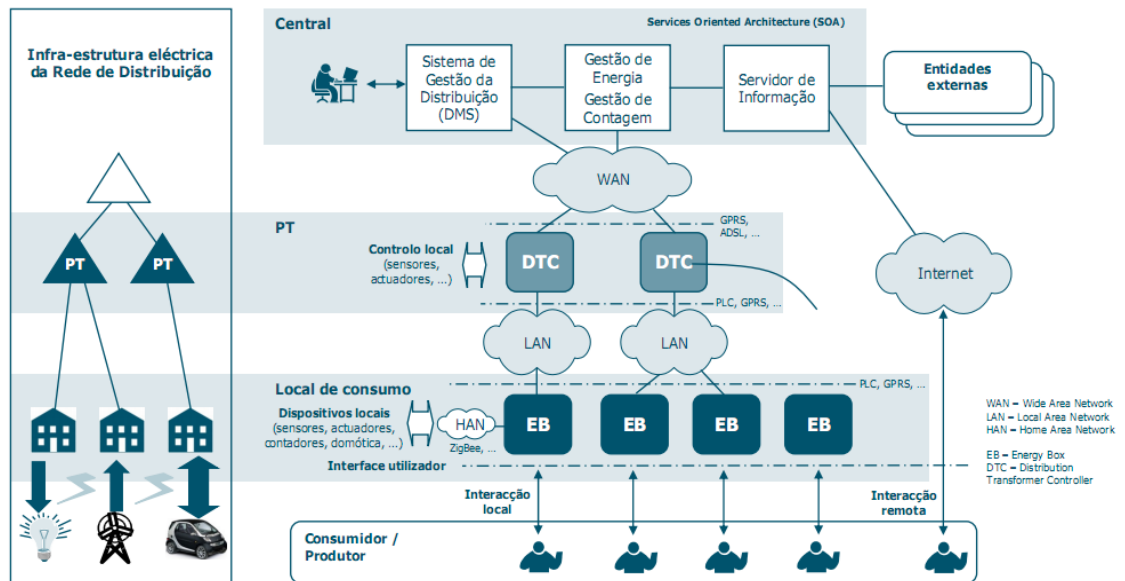 Infra-estrutura eléctrica
da Rede de Distribuição
PT
PT
Central
Services Oriented Architecture (SOA)
Sistema de
Gestão da
Distribuição
(DMS)
Gestão de
Energia
Gestão de
Contagem
Servidor de
Informação
Entidades
externas
WAN
PT
GPRS,
ADSL, ...
Controlo local
(sensores,
actuadores, ...)
DTC
DTC
Internet
PLC, GPRS, ...
LAN
LAN
Local de consumo
PLC, GPRS, ...
Dispositivos locais
(sensores, actuadores,
contadores, domótica, ...)
HAN
ZigBee, ...
EB
EB
EB
EB
Interface utilizador
WAN – Wide Area Network
LAN – Local Area Network
HAN – Home Area Network
EB – Energy Box
DTC – Distribution
Transformer Controller
Interacção
local
Interacção
remota
Consumidor /
Produtor